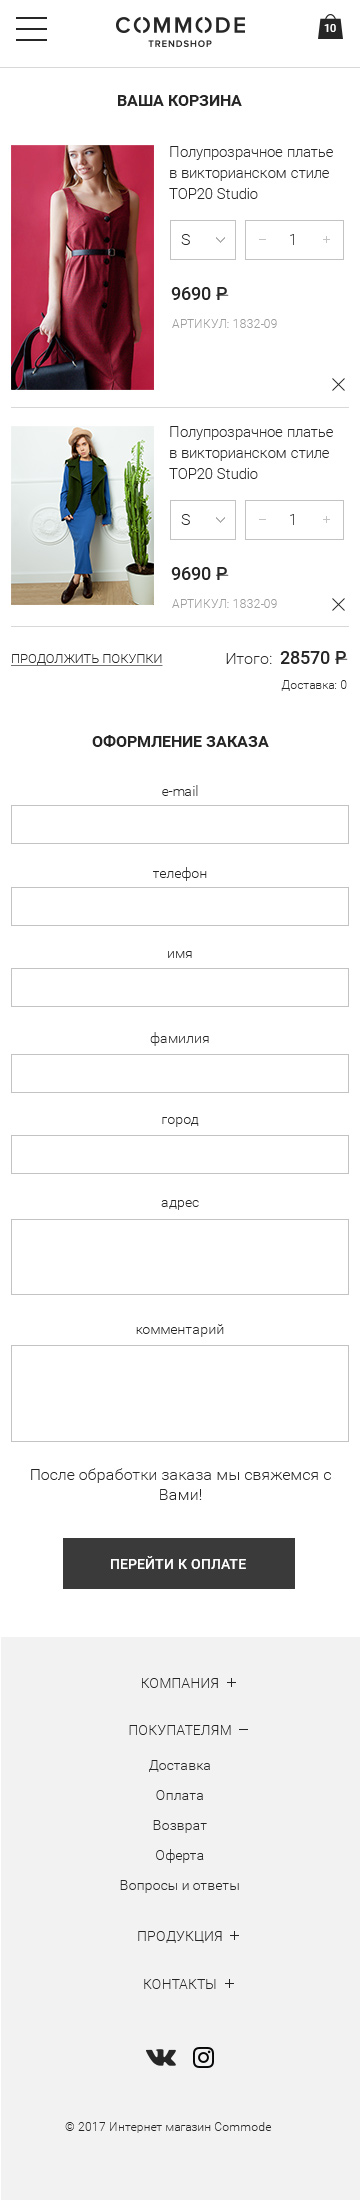 COMMODE
TRENDSHOP
10
ВАША КОРЗИНА
Полупрозрачное платье
в викторианском стиле
TOP20 Studio
S
− 1 +
9690 ₽
АРТИКУЛ: 1832-09
Полупрозрачное платье
в викторианском стиле
TOP20 Studio
S
− 1 +
9690 ₽
АРТИКУЛ: 1832-09
ПРОДОЛЖИТЬ ПОКУПКИ
Итого: 28570 ₽
Доставка: 0
ОФОРМЛЕНИЕ ЗАКАЗА
e-mail
телефон
имя
фамилия
город
адрес
комментарий
После обработки заказа мы свяжемся с
Вами!
ПЕРЕЙТИ К ОПЛАТЕ
КОМПАНИЯ +
ПОКУПАТЕЛЯМ −
Доставка
Оплата
Возврат
Оферта
Вопросы и ответы
ПРОДУКЦИЯ +
КОНТАКТЫ +
© 2017 Интернет магазин Commode